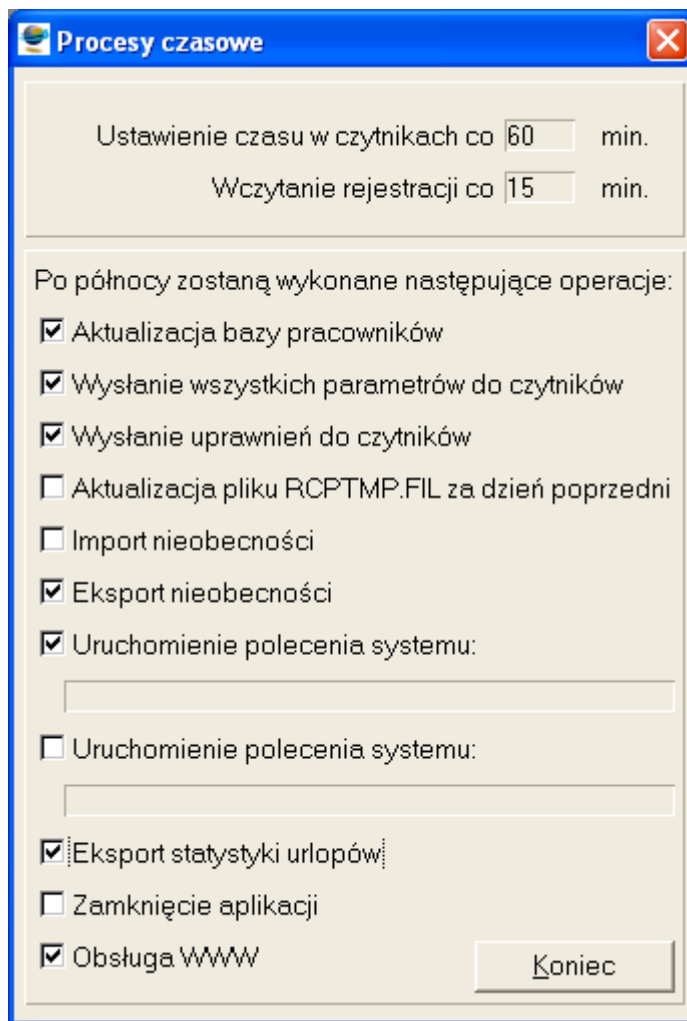 Procesy czasowe
Ustawienie czasu w czytnikach co 60 min.
Wczytanie rejestracji co 15 min.
Po północy zostaną wykonane następujące operacje:
Aktualizacja bazy pracowników
Wysłanie wszystkich parametrów do czytników
Wysłanie uprawnień do czytników
Aktualizacja pliku RCPTMP.FIL za dzień poprzedni
Import nieobecności
Eksport nieobecności
Uruchomienie polecenia systemu:
Uruchomienie polecenia systemu:
Eksport statystyki urlopów
Zamknięcie aplikacji
Obsługa WWW
Koniec